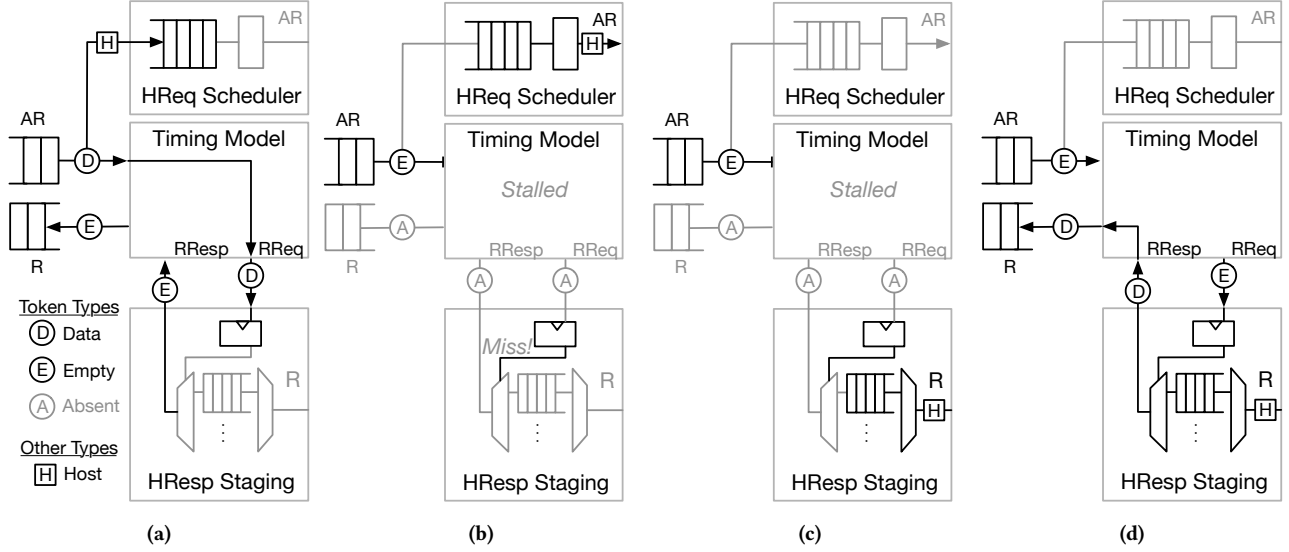 AR
H
HReq Scheduler
AR
Timing Model
D
E
R
RResp
RReq
D
E
Token Types
D Data
E Empty
A Absent
Other Types
H Host
R
HResp Staging
(a)
AR
H
HReq Scheduler
AR
Timing Model
E
Stalled
A
R
RResp
RReq
A
A
Miss!
R
HResp Staging
(b)
AR
HReq Scheduler
AR
Timing Model
E
Stalled
A
R
RResp
RReq
A
A
R
H
HResp Staging
(c)
AR
HReq Scheduler
AR
Timing Model
E
R
D
RResp
RReq
D
E
R
H
HResp Staging
(d)